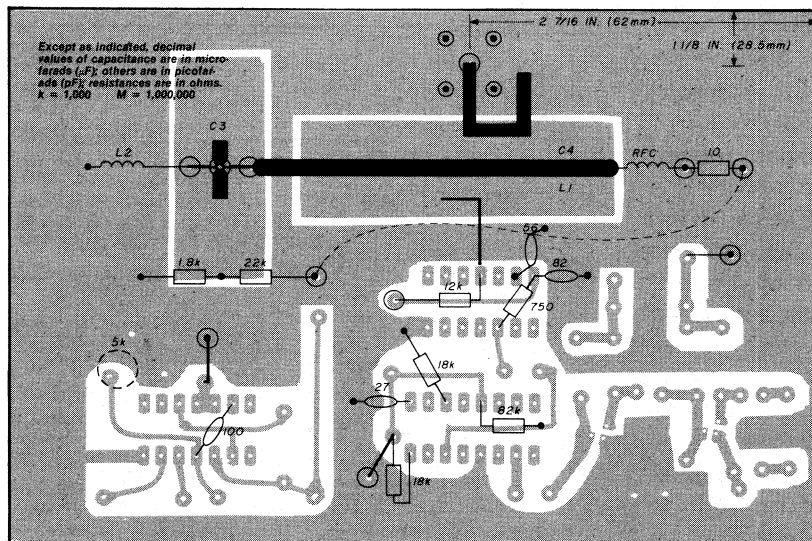 2 7/16 IN. (62mm)
1 1/8 IN. (28.5mm)
Except as indicated, decimal
values of capacitance are in micro-
farads (µF); others are in picofar-
ads (pF); resistances are in ohms.
k = 1,000 M = 1,000,000
C3
C4
L2
RFC
10
L1
56
1.8k
22k
82
12k
750
5k
18k
27
100
82k
18k